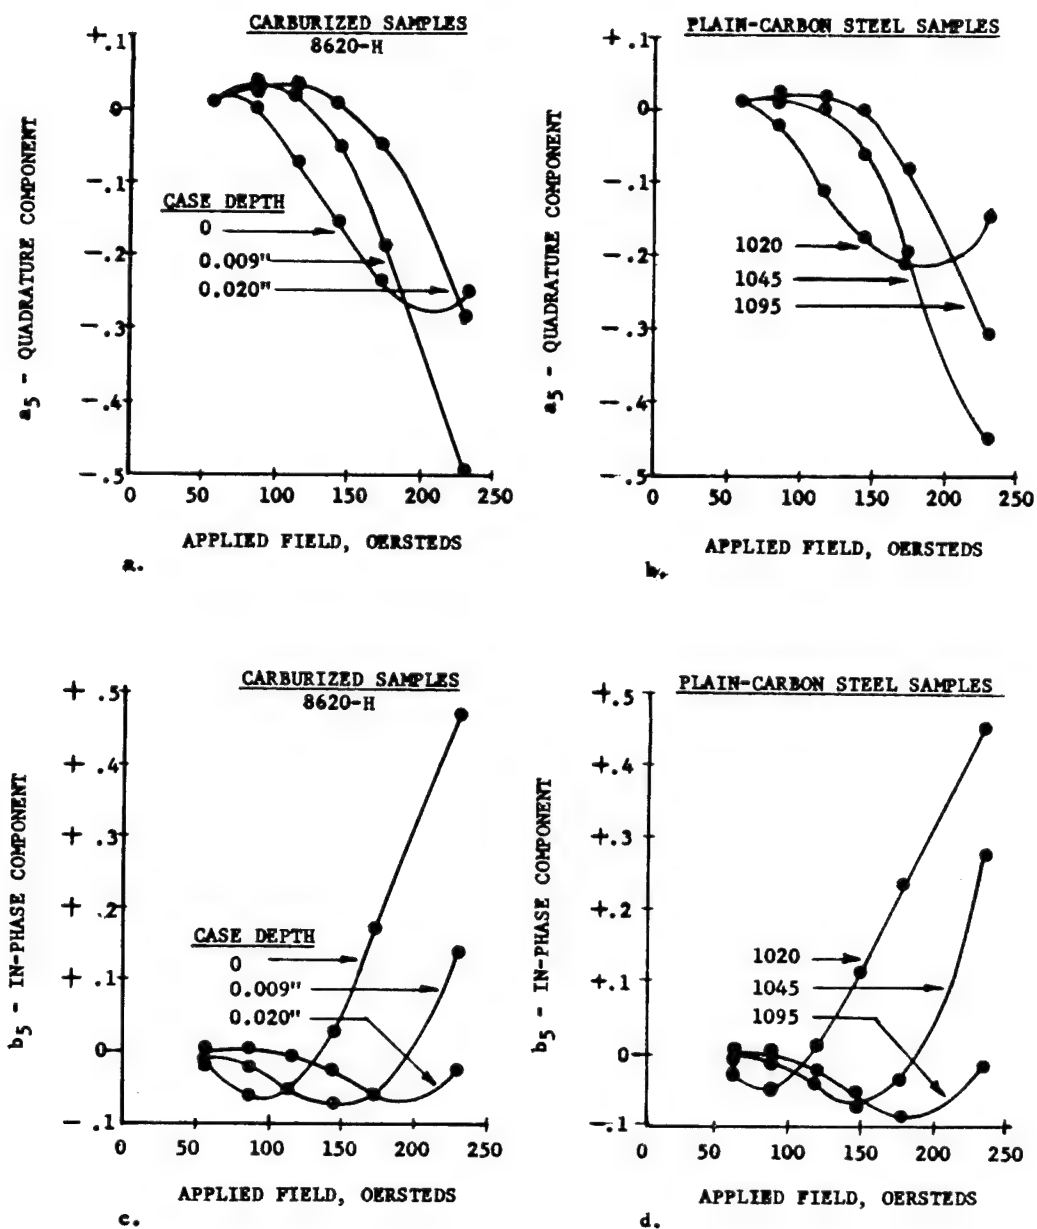 CARBURIZED SAMPLES
8620-H
+ .1
0
- .1
- .2
- .3
- .4
- .5
0 50 100 150 200 250
a5 - QUADRATURE COMPONENT
CASE DEPTH
0
0.009"
0.020"
APPLIED FIELD, OERSTEDS
a.
PLAIN-CARBON STEEL SAMPLES
+ .1
0
- .1
- .2
- .3
- .4
- .5
0 50 100 150 200 250
a5 - QUADRATURE COMPONENT
1020
1045
1095
APPLIED FIELD, OERSTEDS
b.
CARBURIZED SAMPLES
8620-H
+ .5
+ .4
+ .3
+ .2
+ .1
0
- .1
0 50 100 150 200 250
b5 - IN-PHASE COMPONENT
CASE DEPTH
0
0.009"
0.020"
APPLIED FIELD, OERSTEDS
c.
PLAIN-CARBON STEEL SAMPLES
+.5
+.4
+.3
+.2
+.1
0
-.1
0 50 100 150 200 250
b5 - IN-PHASE COMPONENT
1020
1045
1095
APPLIED FIELD, OERSTEDS
d.